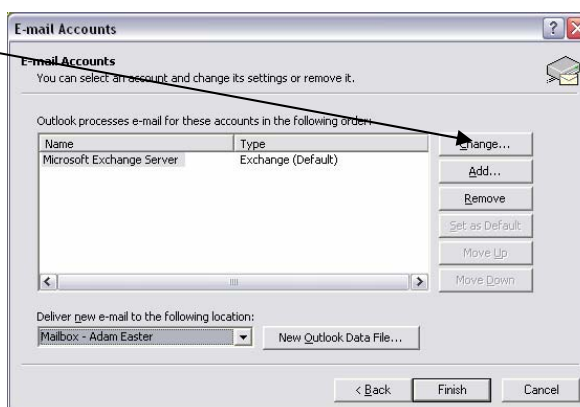 E-mail Accounts
E-mail Accounts
You can select an account and change its settings or remove it.
Outlook processes e-mail for these accounts in the following order:
Name Type
Microsoft Exchange Server Exchange (Default)
Change...
Add...
Remove
Set as Default
Move Up
Move Down
Deliver new e-mail to the following location:
Mailbox - Adam Easter New Outlook Data File...
< Back Finish Cancel